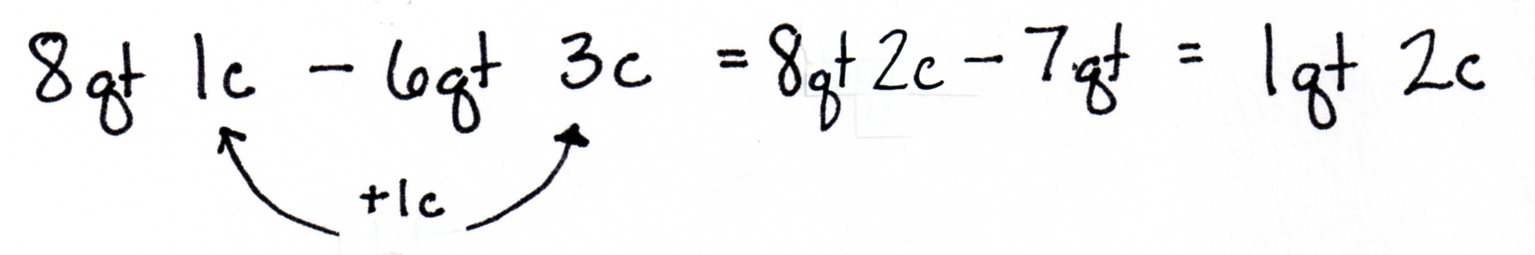 8qt 1c - 6qt 3c = 8qt 2c - 7qt = 1qt 2c
+1c